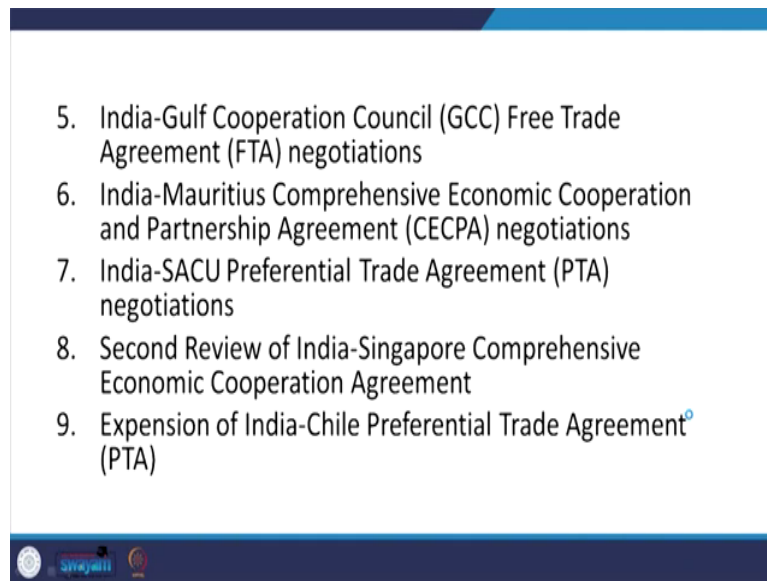 5. India-Gulf Cooperation Council (GCC) Free Trade
Agreement (FTA) negotiations
6. India-Mauritius Comprehensive Economic Cooperation
and Partnership Agreement (CECPA) negotiations
7. India-SACU Preferential Trade Agreement (PTA)
negotiations
8. Second Review of India-Singapore Comprehensive
Economic Cooperation Agreement
9. Expension of India-Chile Preferential Trade Agreement
(PTA)
swayam